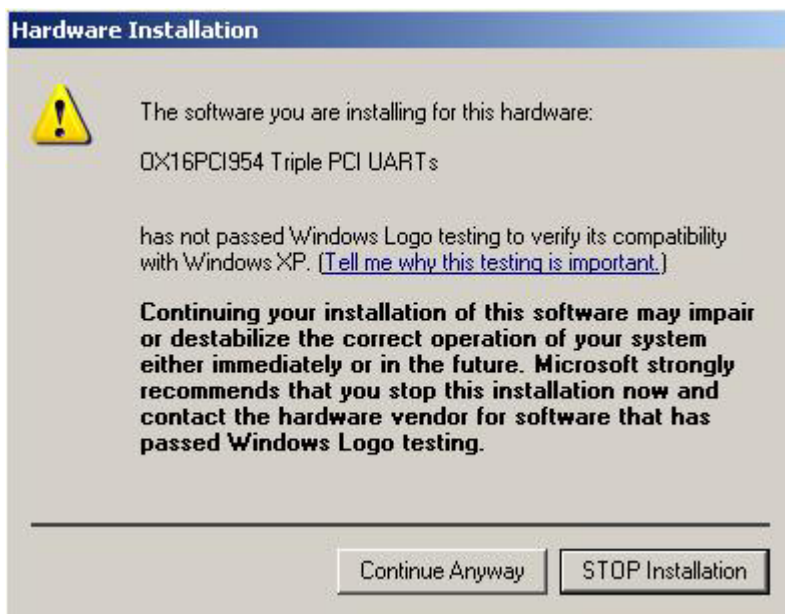 Hardware Installation
The software you are installing for this hardware:
OX16PCI954 Triple PCI UARTs
has not passed Windows Logo testing to verify its compatibility
with Windows XP. (Tell me why this testing is important.)
Continuing your installation of this software may impair
or destabilize the correct operation of your system
either immediately or in the future. Microsoft strongly
recommends that you stop this installation now and
contact the hardware vendor for software that has
passed Windows Logo testing.
Continue Anyway
STOP Installation